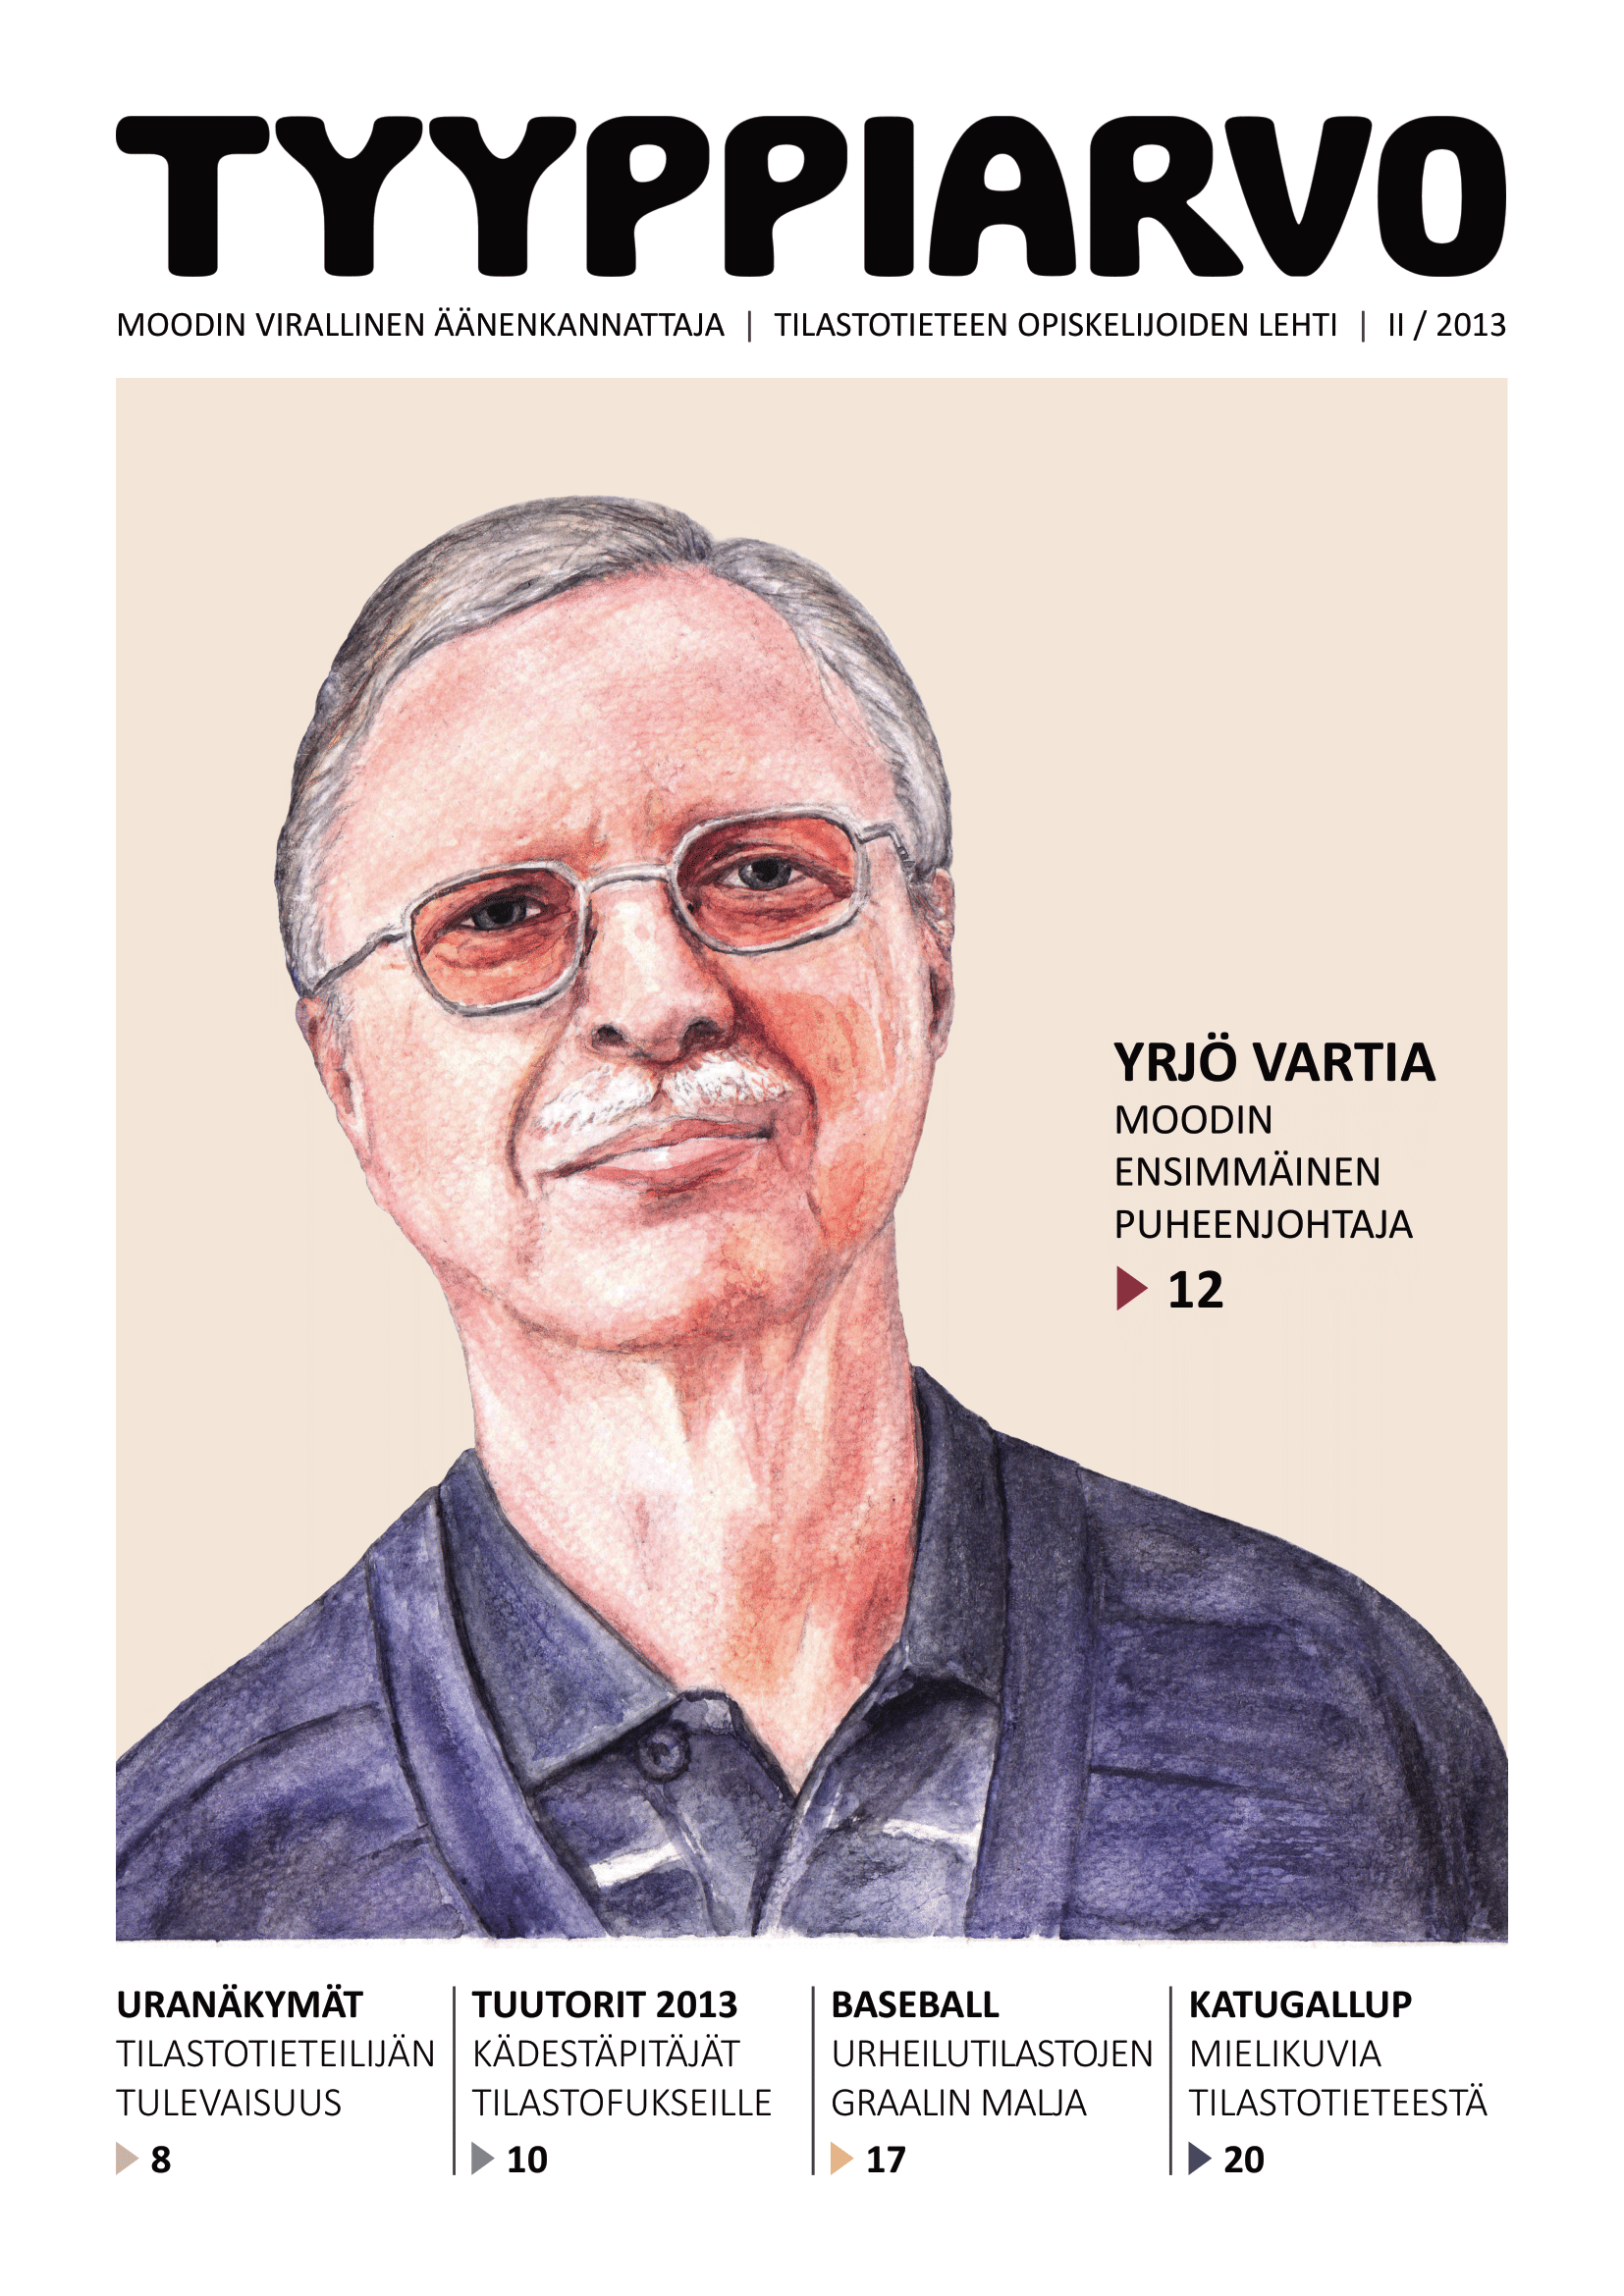 TYYPPIARVO
MOODIN VIRALLINEN ÄÄNENKANNATTAJA | TILASTOTIETEEN OPISKELIJOIDEN LEHTI | II / 2013
YRJÖ VARTIA
MOODIN
ENSIMMÄINEN
PUHEENJOHTAJA
12
URANÄKYMÄT
TILASTOTIETEILIJÄN
TULEVAISUUS
8
TUUTORIT 2013
KÄDESTÄPITÄJÄT
TILASTOFUKSEILLE
10
BASEBALL
URHEILUTILASTOJEN
GRAALIN MALJA
17
KATUGALLUP
MIELIKUVIA
TILASTOTIETEESTÄ
20